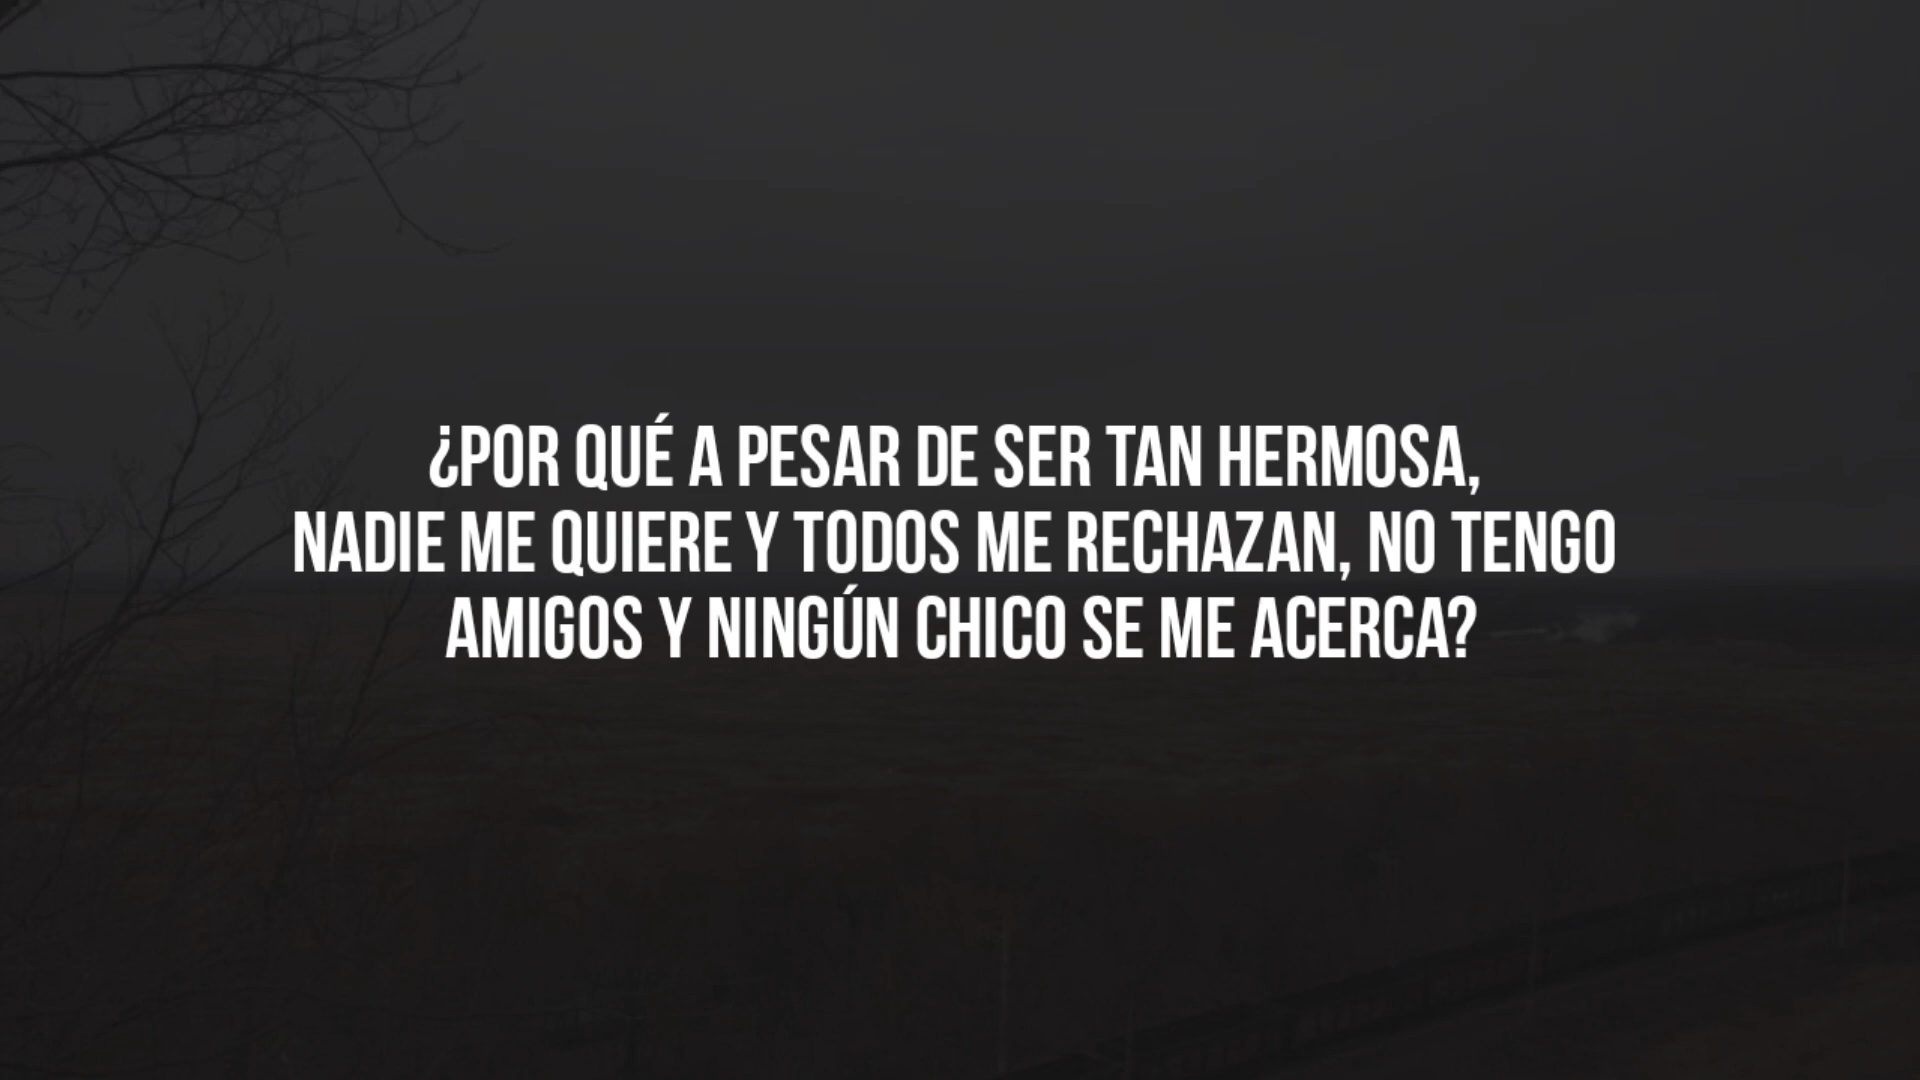 ¿POR QUÉ A PESAR DE SER TAN HERMOSA,
NADIE ME QUIERE Y TODOS ME RECHAZAN, NO TENGO
AMIGOS Y NINGÚN CHICO SE ME ACERCA?